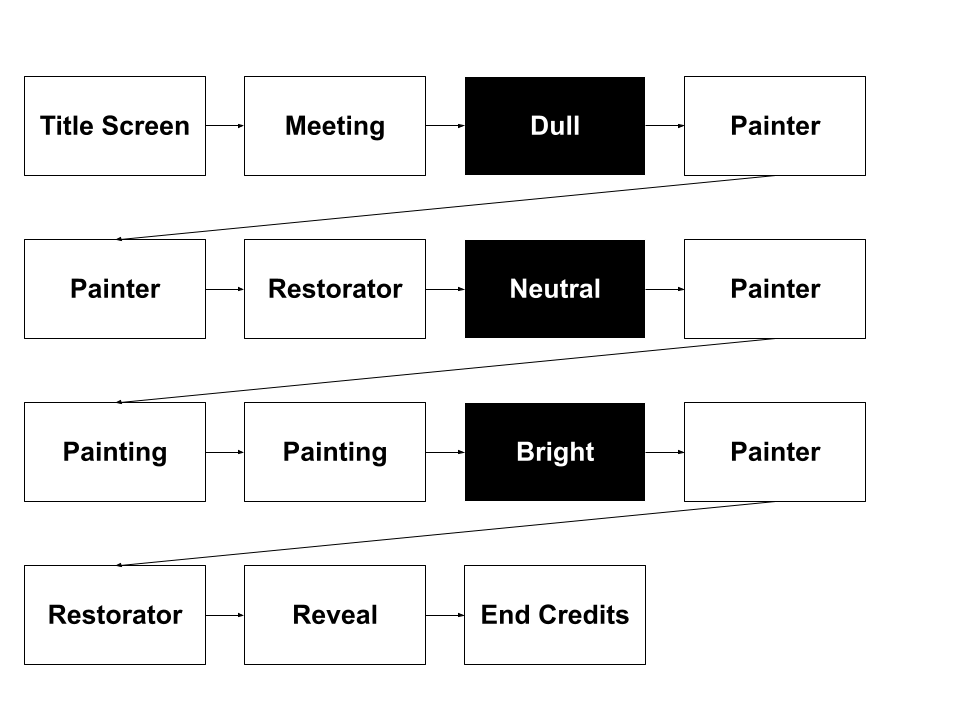 Title Screen
Meeting
Dull
Painter
Painter
Restorator
Neutral
Painter
Painting
Painting
Bright
Painter
Restorator
Reveal
End Credits